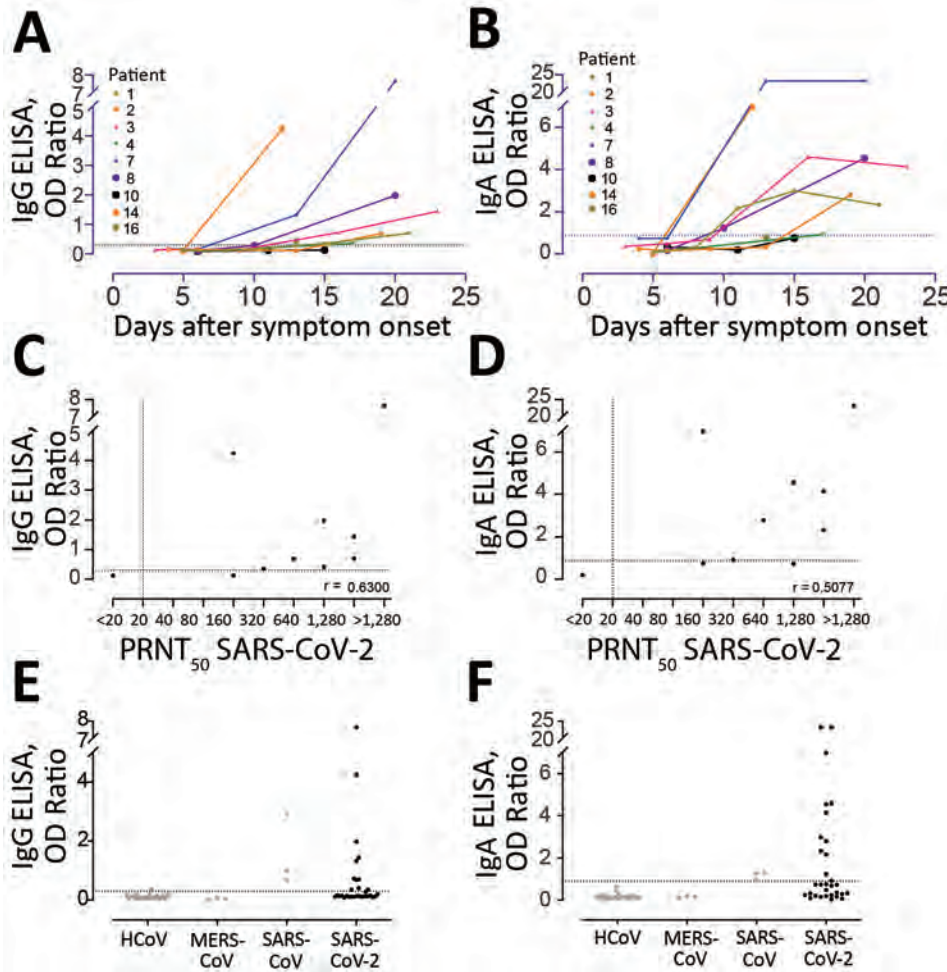 A
IgG ELISA,
OD Ratio
8
7
5
4
3
2
1
0
Patient
1
2
3
4
7
8
10
14
16
0 5 10 15 20 25
Days after symptom onset
B
IgA ELISA,
OD Ratio
25
20
6
4
2
0
Patient
1
2
3
4
7
8
10
14
16
0 5 10 15 20 25
Days after symptom onset
C
IgG ELISA,
OD Ratio
8
7
5
4
3
2
1
0
r = 0.6300
<20 20 40 80 160 320 640 1,280 >1,280
PRNT50 SARS-CoV-2
D
IgA ELISA,
OD Ratio
25
20
6
4
2
0
r = 0.5077
<20 20 40 80 160 320 640 1,280 >1,280
PRNT50 SARS-CoV-2
E
IgG ELISA,
OD Ratio
8
7
4
2
0
HCoV MERS-CoV SARS-CoV SARS-CoV-2
F
IgA ELISA,
OD Ratio
25
20
6
4
2
0
HCoV MERS-CoV SARS-CoV SARS-CoV-2